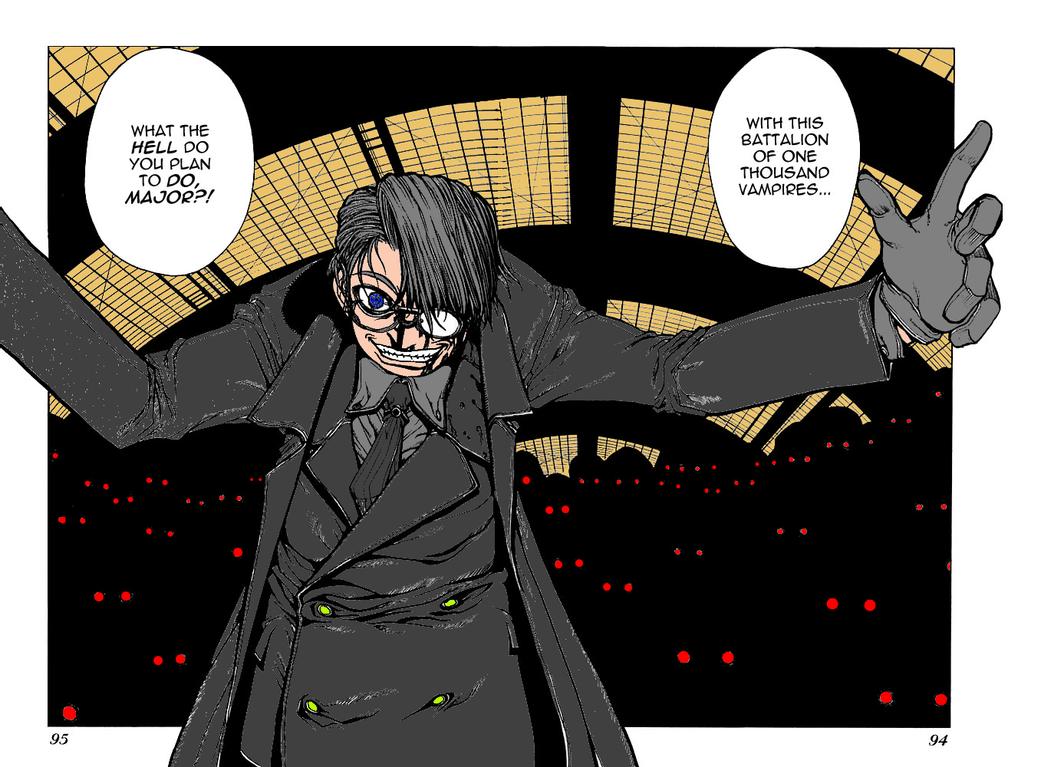 WITH THIS
BATTALION
OF ONE
THOUSAND
VAMPIRES...
WHAT THE
HELL DO
YOU PLAN
TO DO,
MAJOR?!
94
95